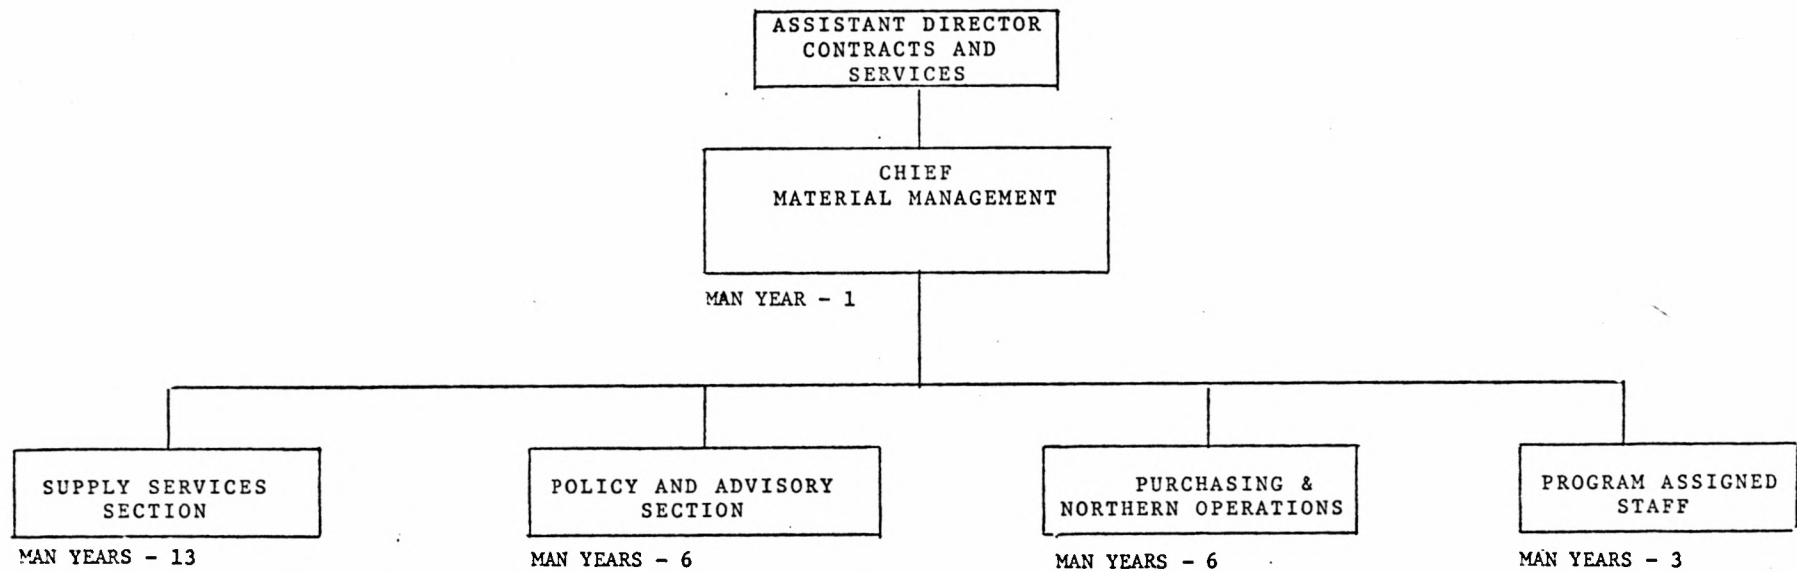 ASSISTANT DIRECTOR
CONTRACTS AND
SERVICES
CHIEF
MATERIAL MANAGEMENT
MAN YEAR - 1
SUPPLY SERVICES
SECTION
MAN YEARS - 13
POLICY AND ADVISORY
SECTION
MAN YEARS - 6
PURCHASING &
NORTHERN OPERATIONS
MAN YEARS - 6
PROGRAM ASSIGNED
STAFF
MAN YEARS - 3